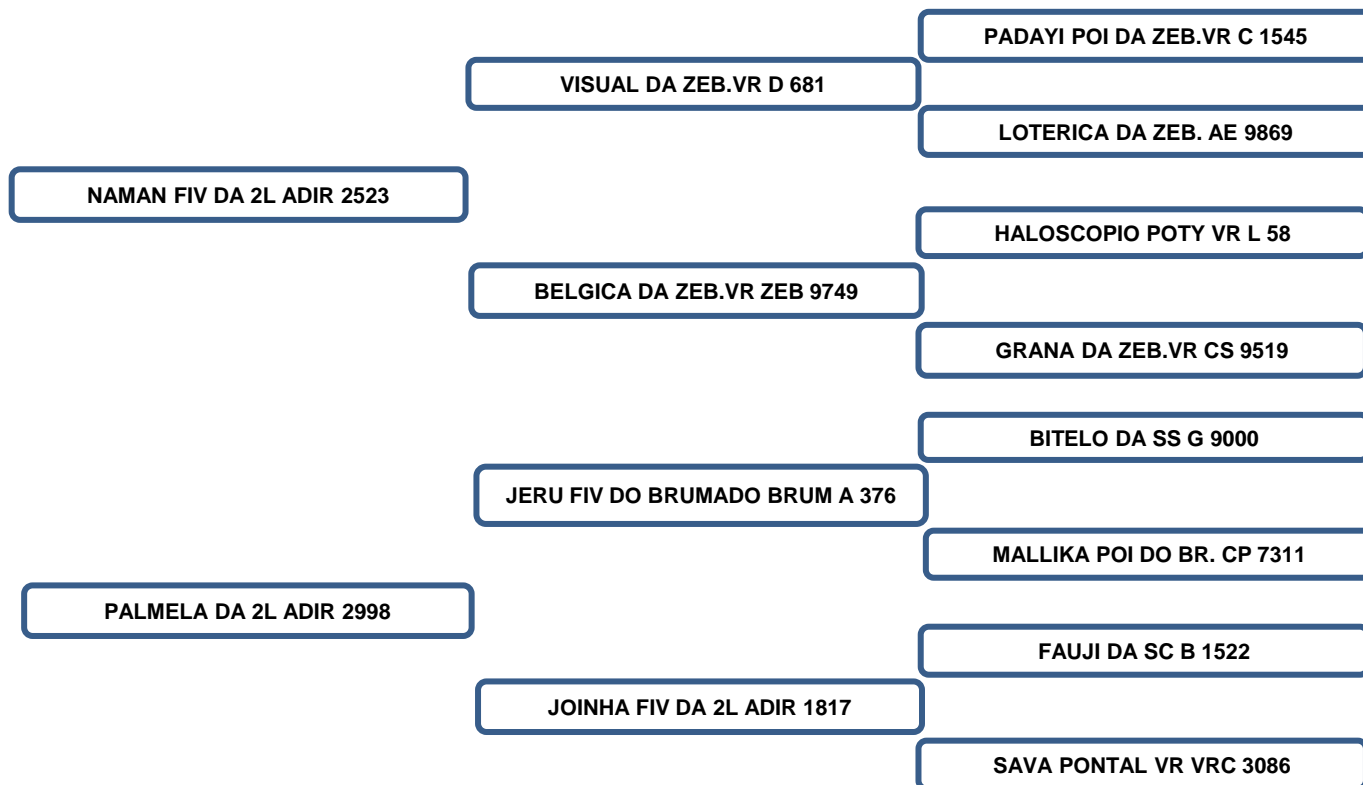 PADAYI POI DA ZEB.VR C 1545
VISUAL DA ZEB.VR D 681
LOTERICA DA ZEB. AE 9869
NAMAN FIV DA 2L ADIR 2523
HALOSCOPIO POTY VR L 58
BELGICA DA ZEB.VR ZEB 9749
GRANA DA ZEB.VR CS 9519
BITELO DA SS G 9000
JERU FIV DO BRUMADO BRUM A 376
MALLIKA POI DO BR. CP 7311
PALMELA DA 2L ADIR 2998
FAUJI DA SC B 1522
JOINHA FIV DA 2L ADIR 1817
SAVA PONTAL VR VRC 3086